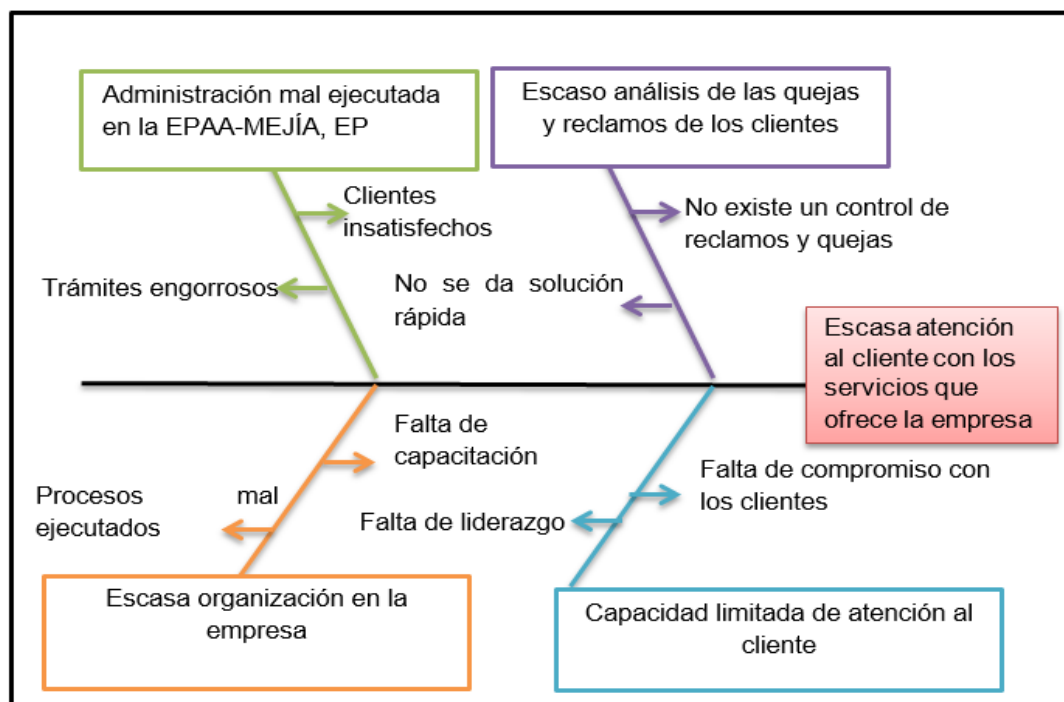 Administración mal ejecutada
en la EPAA-MEJÍA, EP
Escaso análisis de las quejas
y reclamos de los clientes
Clientes
insatisfechos
No existe un control de
reclamos y quejas
Trámites engorrosos
No se da solución
rápida
Escasa atención
al cliente con los
servicios que
ofrece la empresa
Falta de
capacitación
Falta de compromiso con
los clientes
Procesos mal
ejecutados
Falta de liderazgo
Escasa organización en la
empresa
Capacidad limitada de atención al
cliente